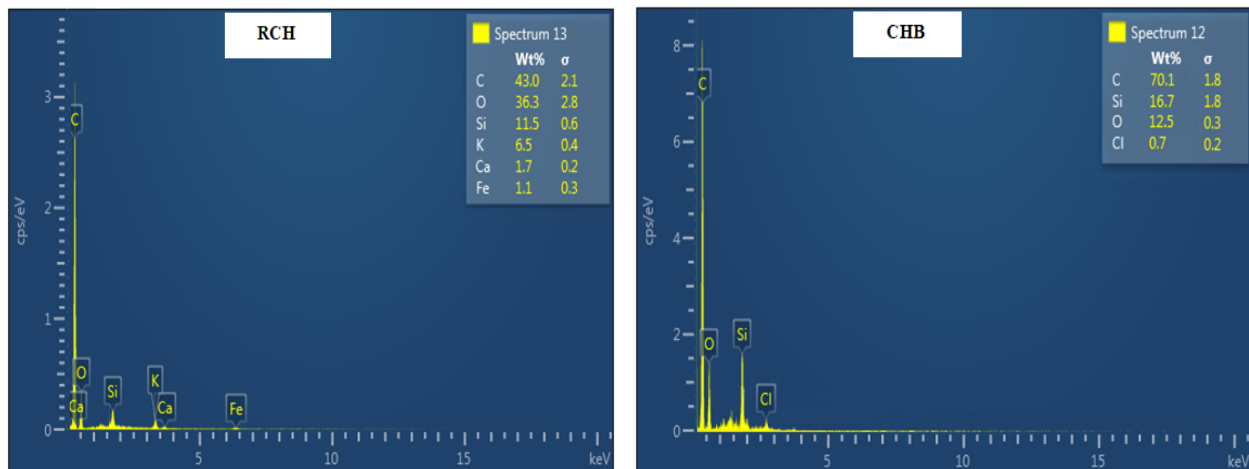 RCH
Spectrum 13
Wt% σ
C 43.0 2.1
O 36.3 2.8
Si 11.5 0.6
K 6.5 0.4
Ca 1.7 0.2
Fe 1.1 0.3
cps/eV
3
2
1
0
C
O
Ca
Si
K
Ca
Fe
5 10 15 keV
CHB
Spectrum 12
Wt% σ
C 70.1 1.8
Si 16.7 1.8
O 12.5 0.3
Cl 0.7 0.2
cps/eV
8
6
4
2
0
C
O
Si
Cl
5 10 15 keV